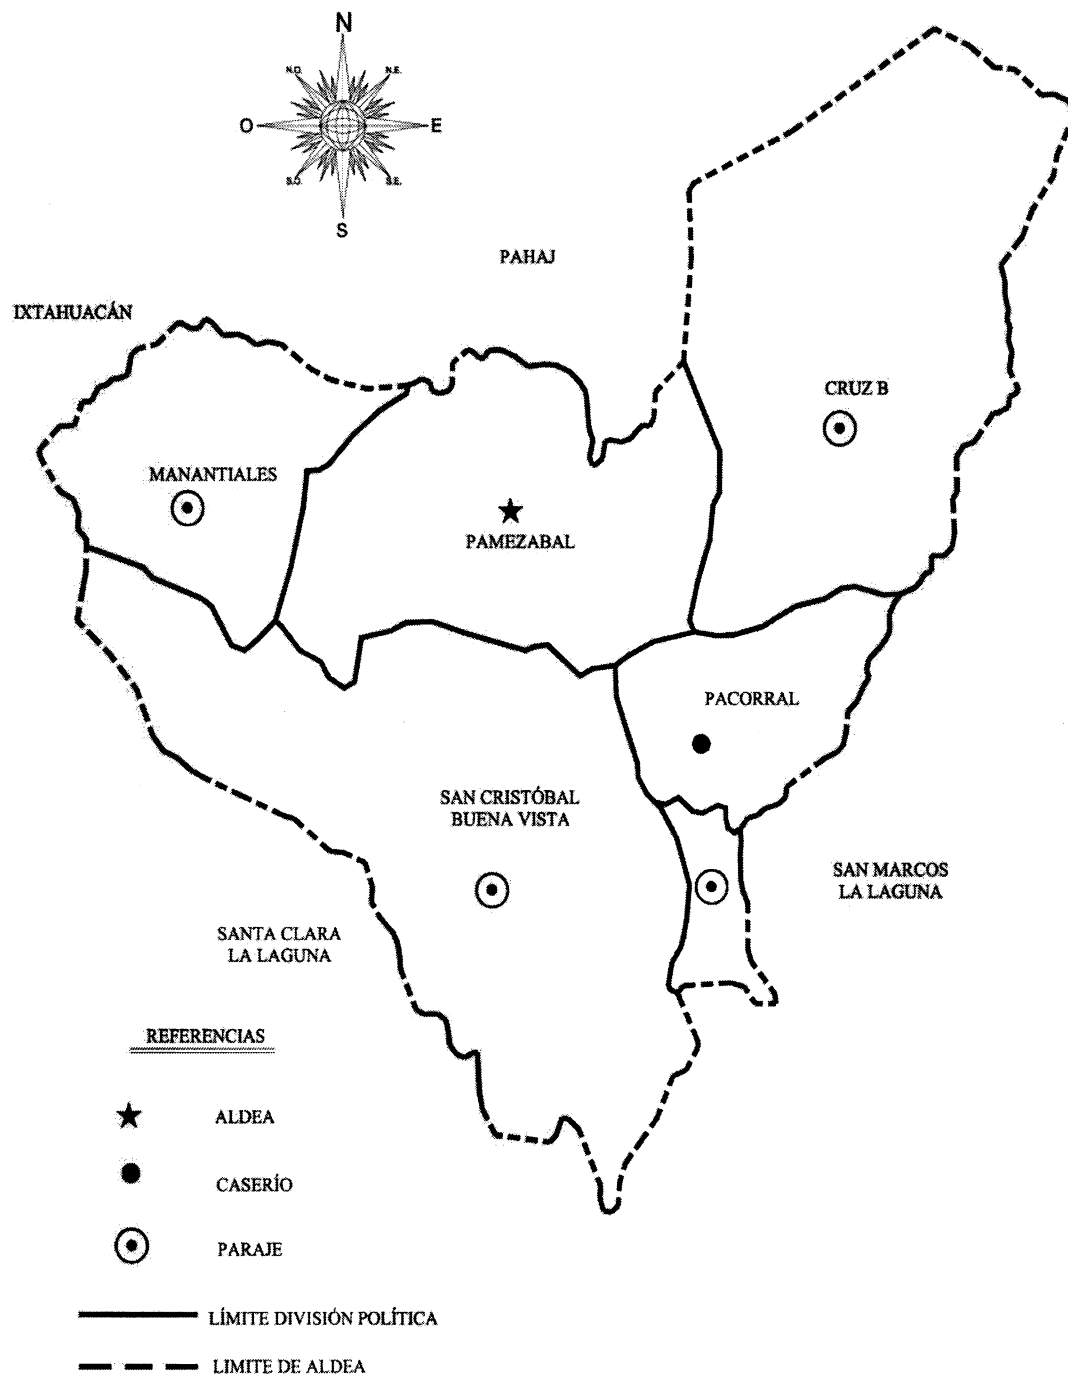 N
N.O.
N.E.
O
E
S.O.
S.E.
S
PAHAJ
IXTAHUACÁN
CRUZ B
MANANTIALES
PAMEZABAL
PACORRAL
SAN CRISTÓBAL
BUENA VISTA
SAN MARCOS
LA LAGUNA
SANTA CLARA
LA LAGUNA
REFERENCIAS
ALDEA
CASERÍO
PARAJE
LÍMITE DIVISIÓN POLÍTICA
LIMITE DE ALDEA